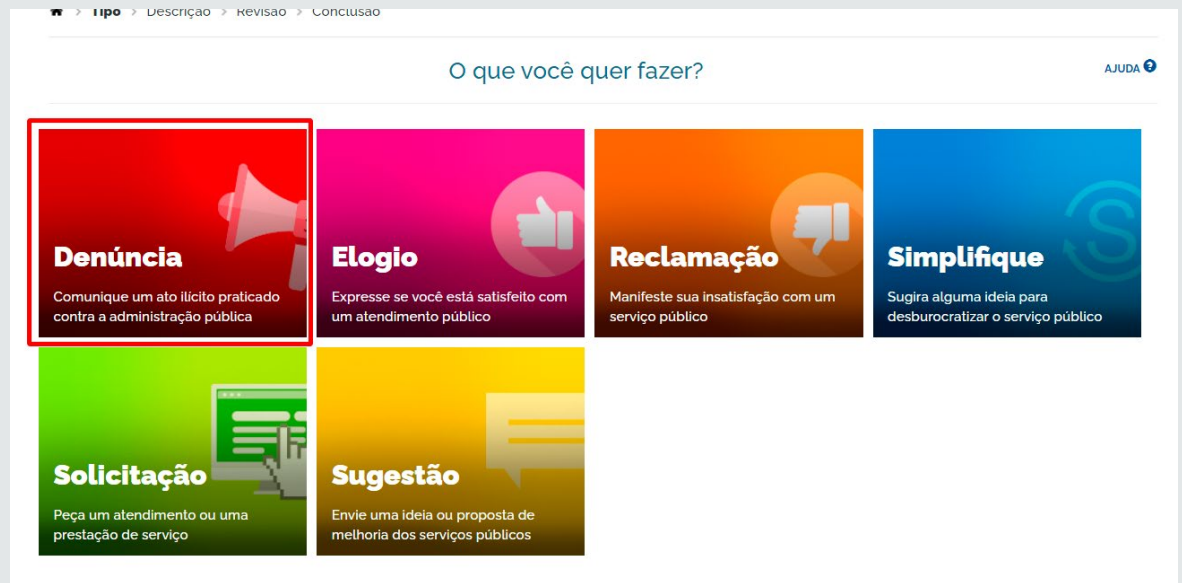 > Tipo > Descrição > Revisão > Conclusão
O que você quer fazer?
AJUDA ?
Denúncia
Comunique um ato ilícito praticado
contra a administração pública
Elogio
Expresse se você está satisfeito com
um atendimento público
Reclamação
Manifeste sua insatisfação com um
serviço público
Simplifique
Sugira alguma ideia para
desburocratizar o serviço público
Solicitação
Peça um atendimento ou uma
prestação de serviço
Sugestão
Envie uma ideia ou proposta de
melhoria dos serviços públicos